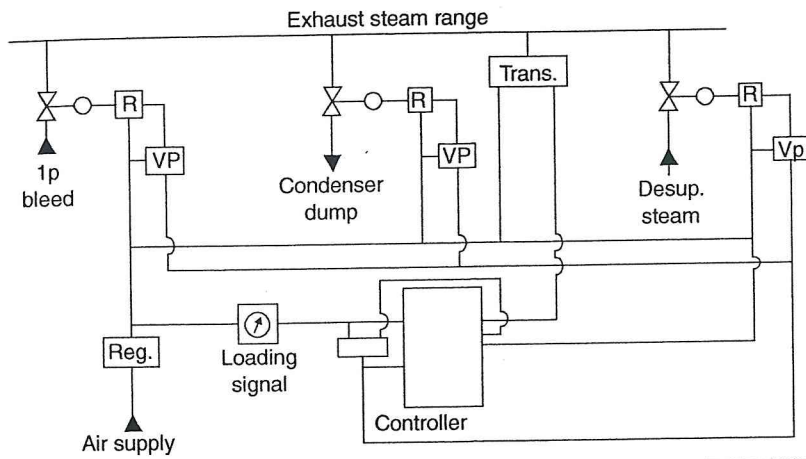 Exhaust steam range
Trans.
R
R
R
VP
VP
Vp
1p
bleed
Condenser
dump
Desup.
steam
Reg.
Loading
signal
Controller
Air supply